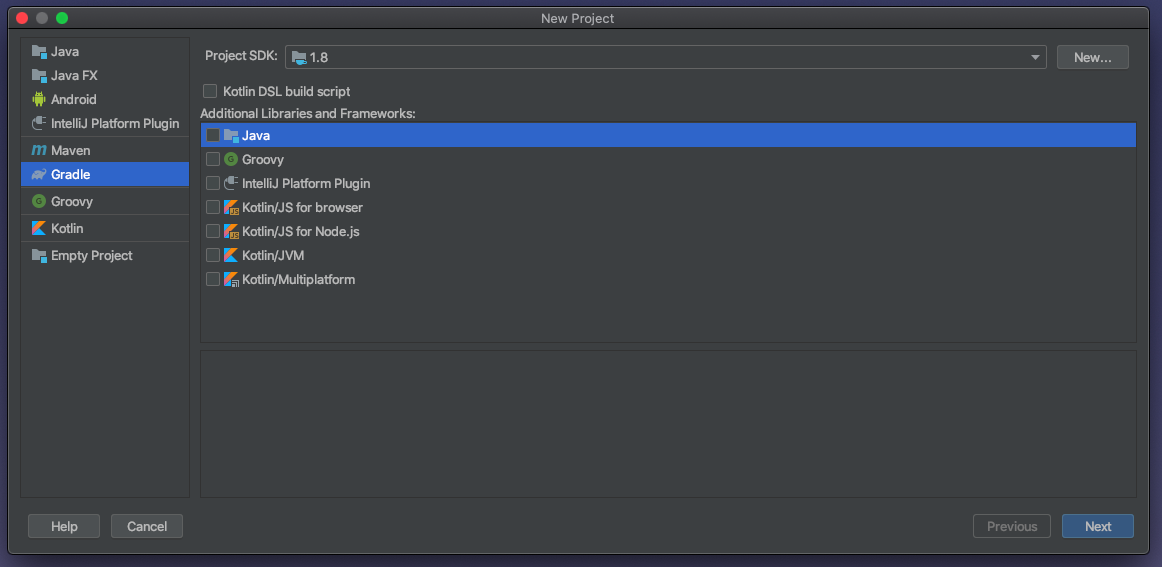 New Project
Java
Java FX
Android
IntelliJ Platform Plugin
Maven
Gradle
Groovy
Kotlin
Empty Project
Project SDK: 1.8 New...
Kotlin DSL build script
Additional Libraries and Frameworks:
Java
Groovy
IntelliJ Platform Plugin
Kotlin/JS for browser
Kotlin/JS for Node.js
Kotlin/JVM
Kotlin/Multiplatform
Help Cancel Previous Next